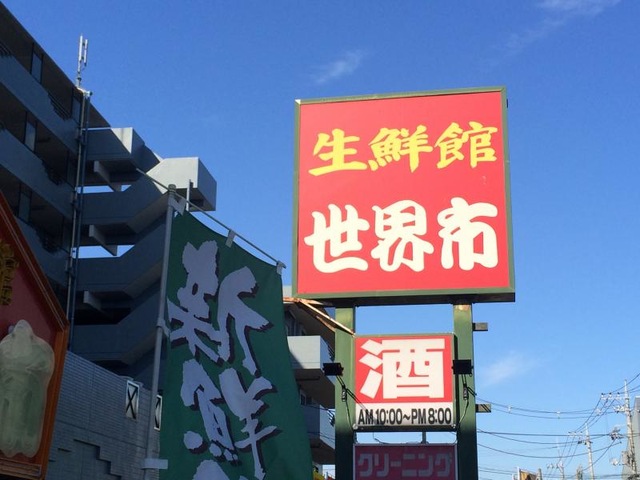 生鮮館
世界市
酒
AM10:00~PM8:00
クリーニング
新鮮